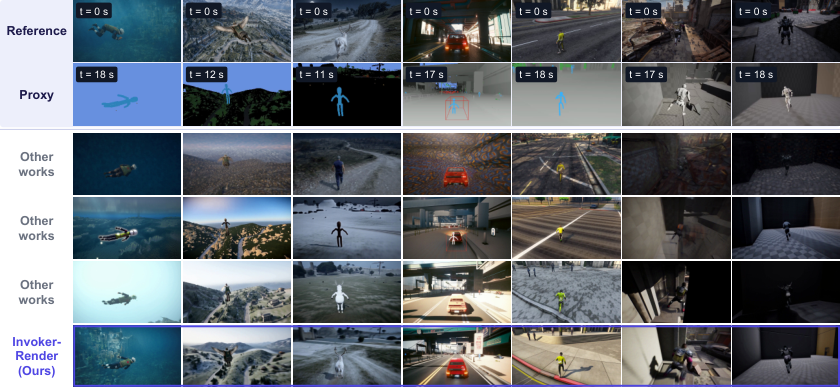 Reference
t = 0 s
t = 0 s
t = 0 s
t = 0 s
t = 0 s
t = 0 s
t = 0 s
Proxy
t = 18 s
t = 12 s
t = 11 s
t = 17 s
t = 18 s
t = 17 s
t = 18 s
Other
works
Other
works
Other
works
Invoker-
Render
(Ours)